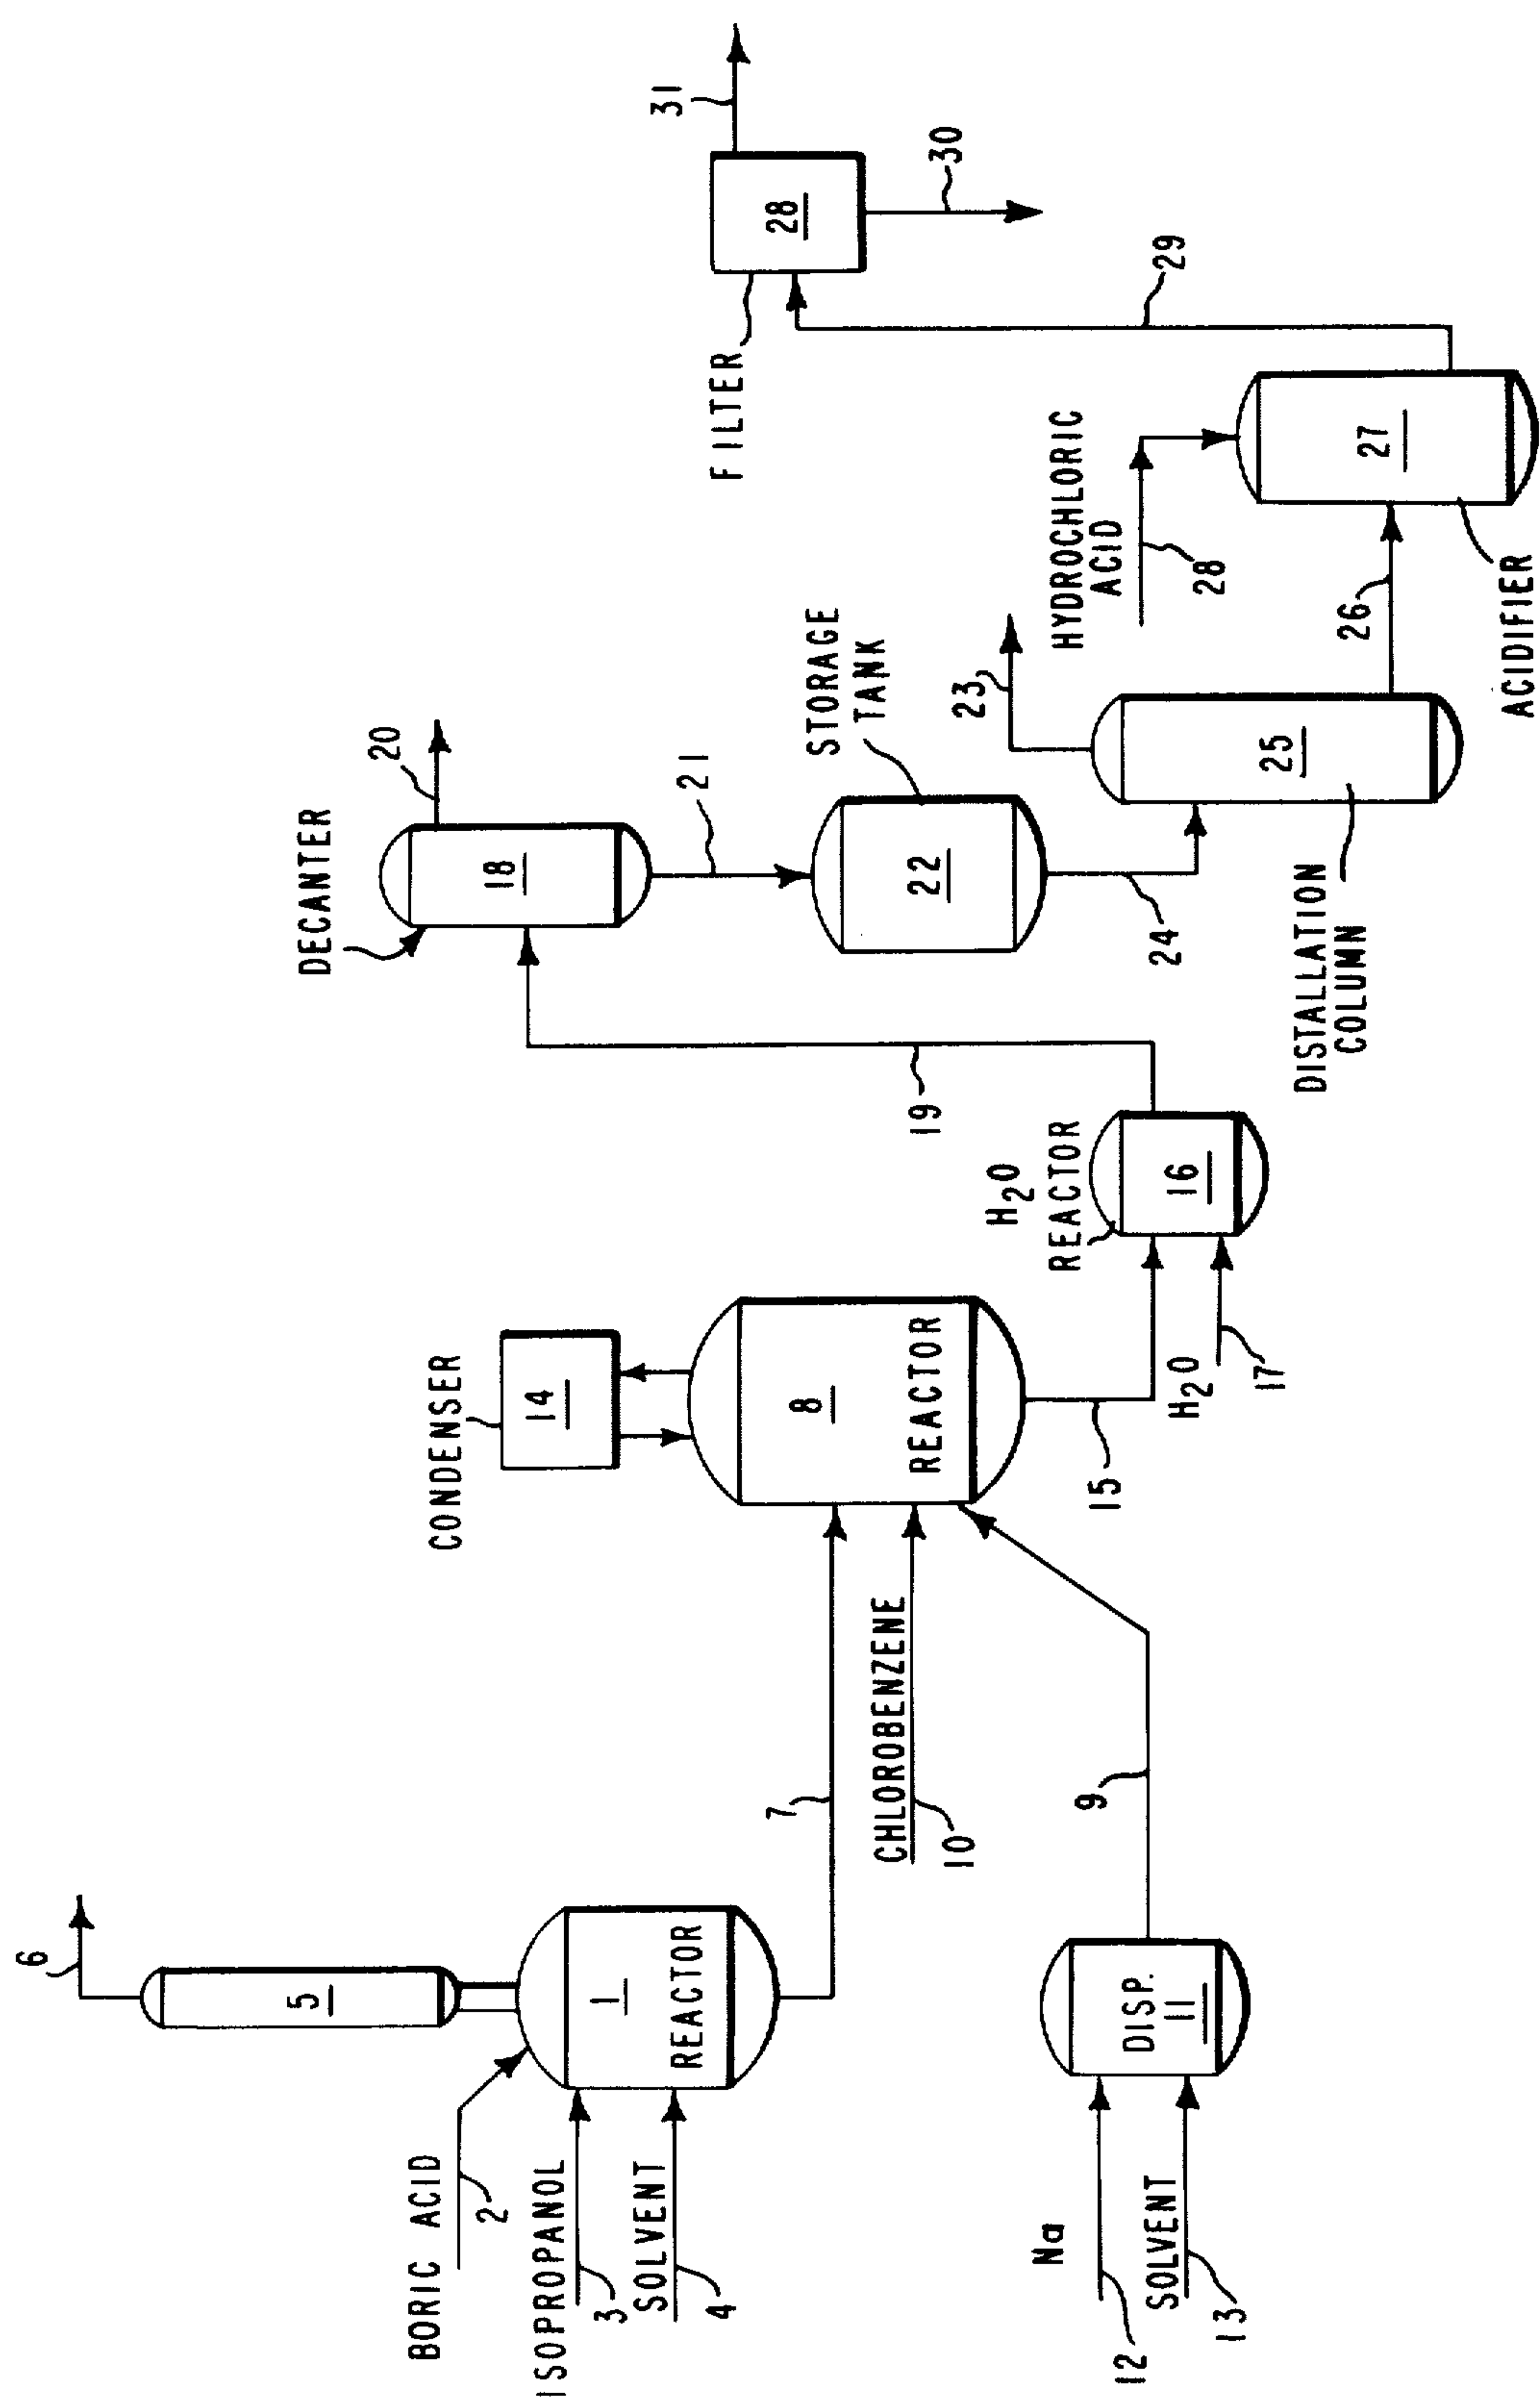 6
5
BORIC ACID
2
ISOPROPANOL
3
SOLVENT
4
1
REACTOR
7
CHLOROBENZENE
10
Na
12
SOLVENT
13
DISP.
11
9
CONDENSER
14
8
REACTOR
15
H2O
17
H2O
REACTOR
16
19
DECANTER
18
20
21
STORAGE
TANK
22
24
23
25
DISTALLATION
COLUMN
26
HYDROCHLORIC
ACID
28
27
ACIDIFIER
29
FILTER
28
30
31